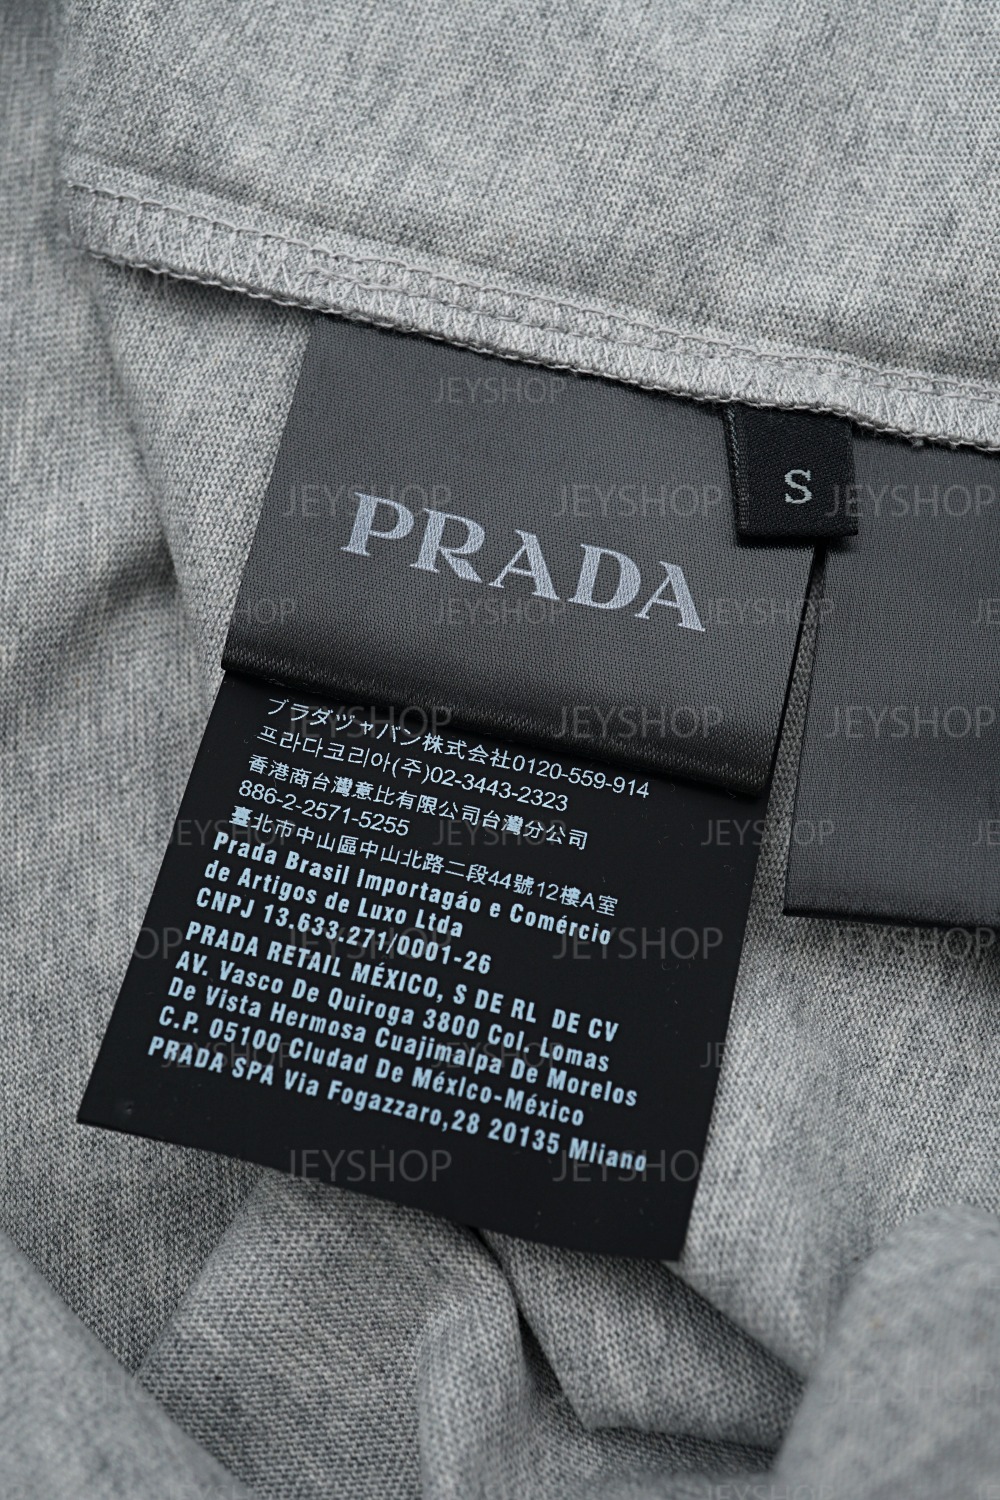 PRADA
S
プラダジャパン株式会社0120-559-914
프라다코리아(주)02-3443-2323
香港商台灣意比有限公司台灣分公司
886-2-2571-5255
臺北市中山區中山北路二段44號12樓A室
Prada Brasil Importagáo e Comércio
de Artigos de Luxo Ltda
CNPJ 13.633.271/0001-26
PRADA RETAIL MÉXICO, S DE RL DE CV
AV. Vasco De Quiroga 3800 Col. Lomas
De Vista Hermosa Cuajimalpa De Morelos
C.P. 05100 Cludad De México-México
PRADA SPA Via Fogazzaro,28 20135 Mliano
JEYSHOP